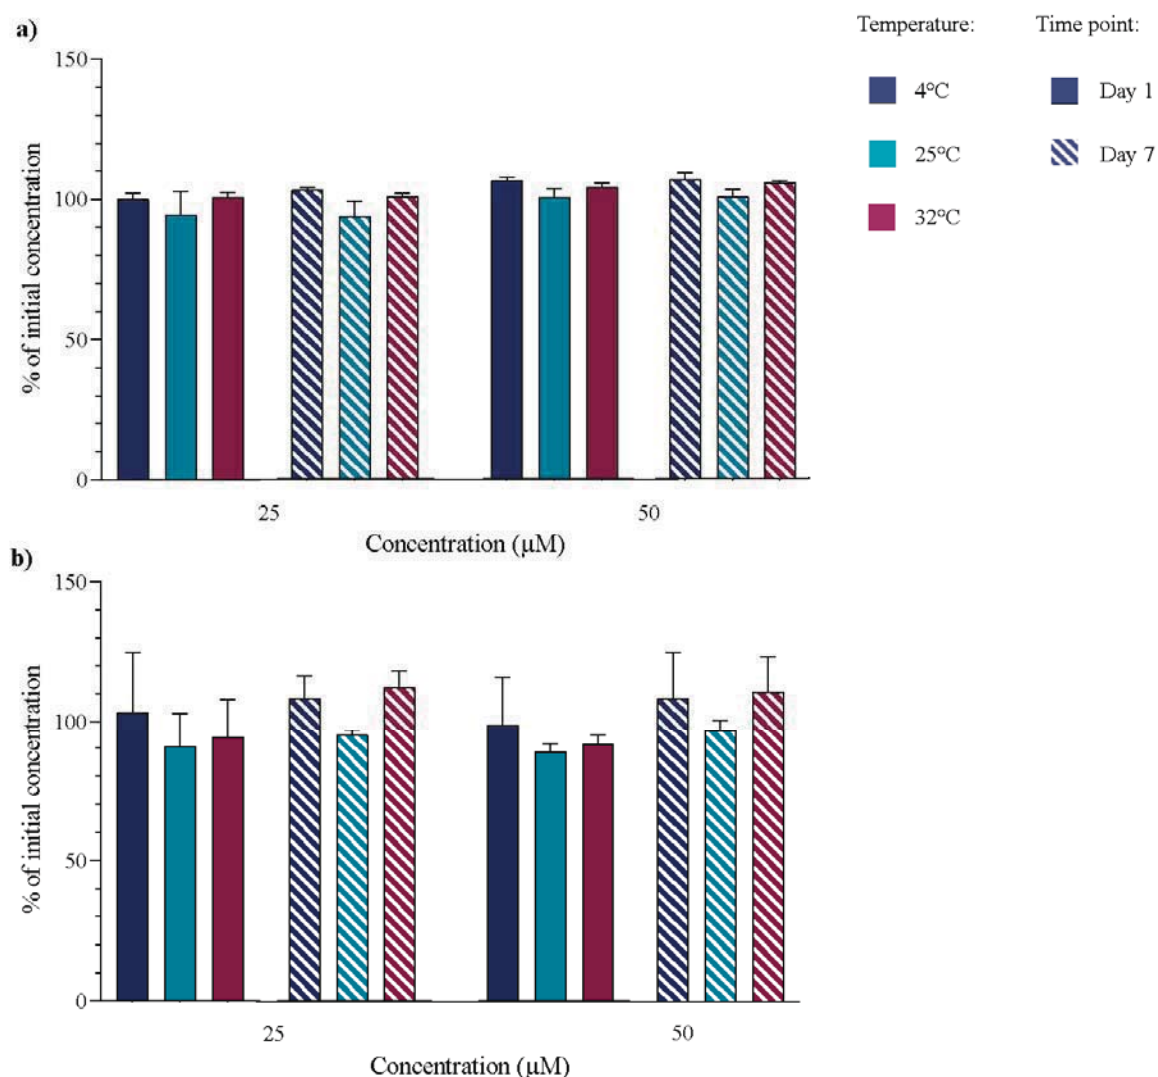 a)
Temperature:
Time point:
4°C
Day 1
25°C
Day 7
32°C
% of initial concentration
150
100
50
0
25
50
Concentration (µM)
b)
% of initial concentration
150
100
50
0
25
50
Concentration (µM)